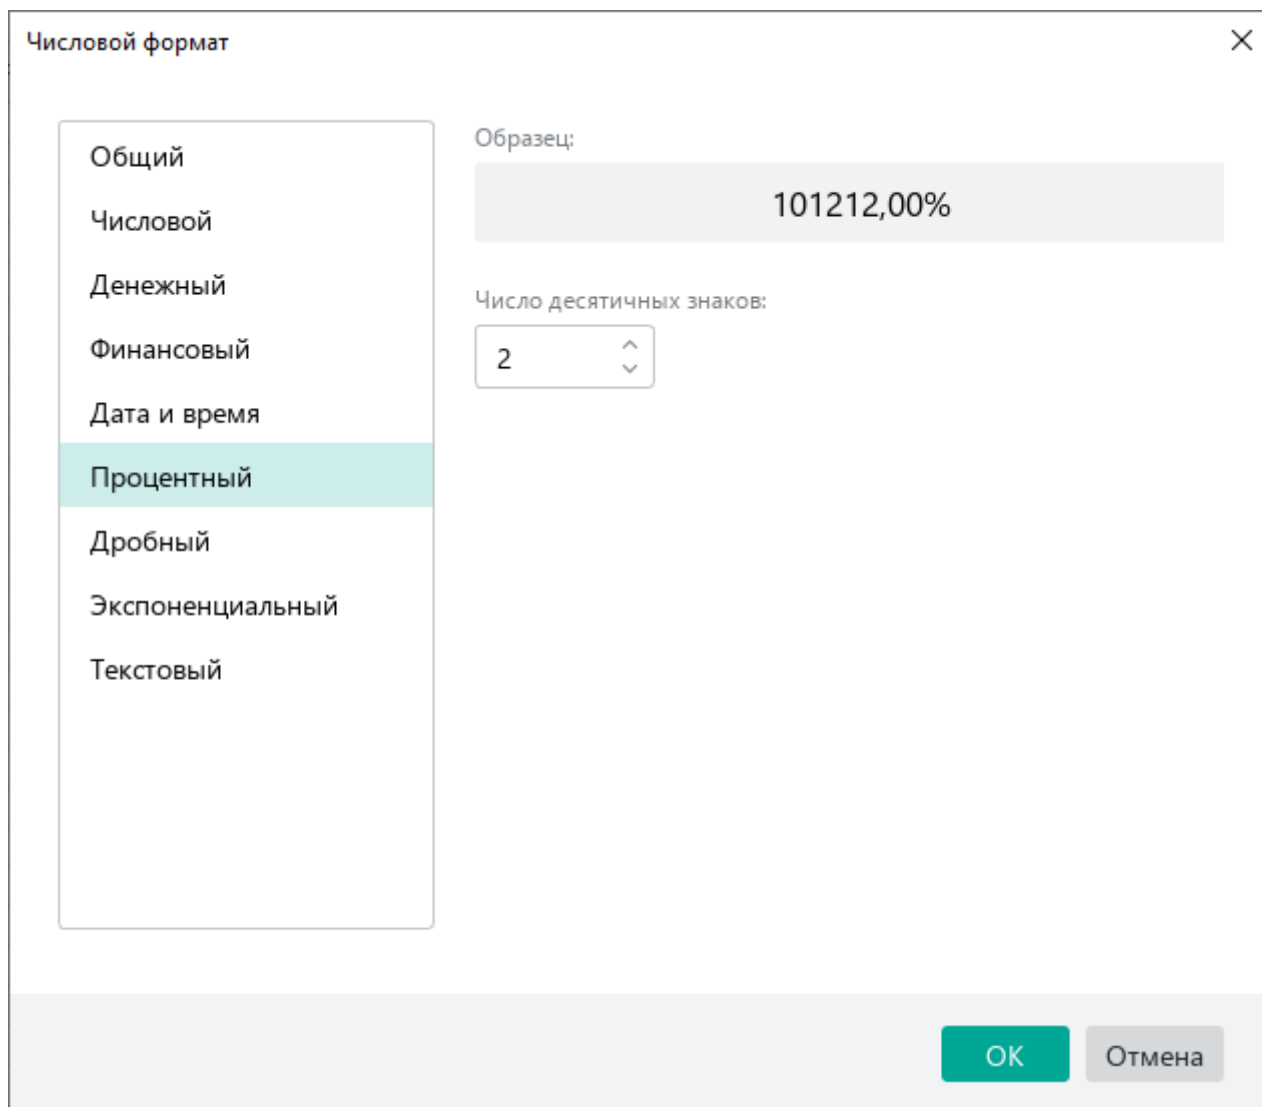 Числовой формат
Общий
Числовой
Денежный
Финансовый
Дата и время
Процентный
Дробный
Экспоненциальный
Текстовый
Образец:
101212,00%
Число десятичных знаков:
2
ОК
Отмена